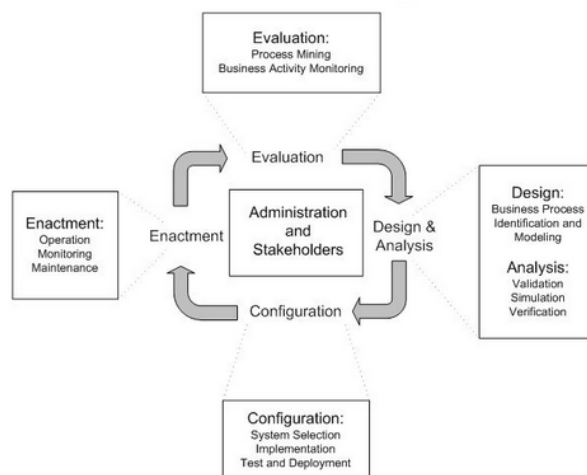 Evaluation:
Process Mining
Business Activity Monitoring
Evaluation
Enactment:
Operation
Monitoring
Maintenance
Enactment
Administration
and
Stakeholders
Design &
Analysis
Design:
Business Process
Identification and
Modeling
Analysis:
Validation
Simulation
Verification
Configuration
Configuration:
System Selection
Implementation
Test and Deployment